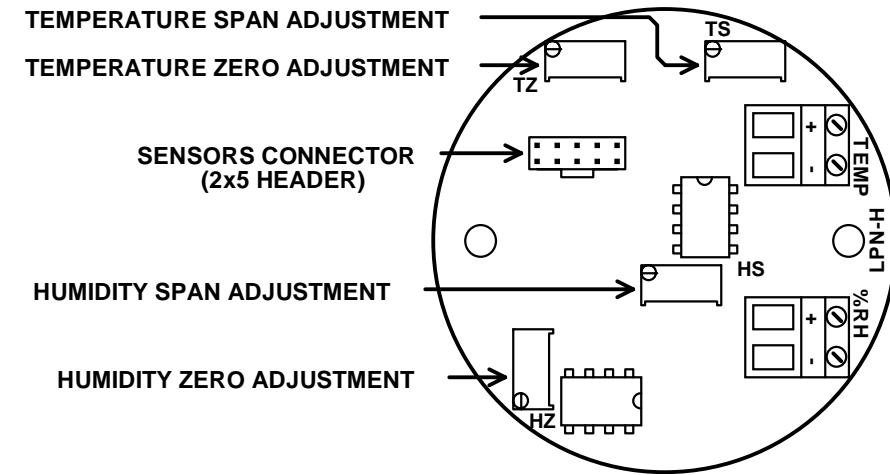 TEMPERATURE SPAN ADJUSTMENT
TS
TEMPERATURE ZERO ADJUSTMENT
TZ
SENSORS CONNECTOR
(2x5 HEADER)
+
-
TEMP
LPN-H
HS
HUMIDITY SPAN ADJUSTMENT
%RH
+
-
HUMIDITY ZERO ADJUSTMENT
HZ